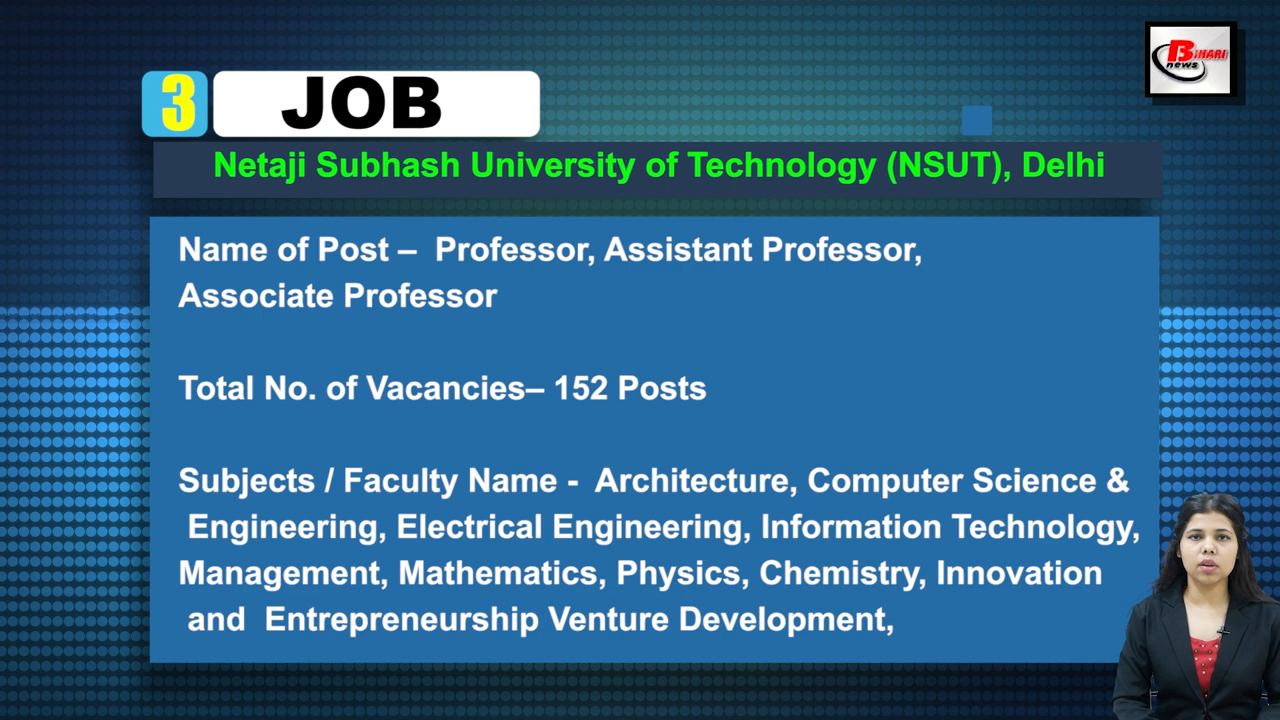 BIHARI
news
3 JOB
Netaji Subhash University of Technology (NSUT), Delhi
Name of Post – Professor, Assistant Professor,
Associate Professor
Total No. of Vacancies– 152 Posts
Subjects / Faculty Name - Architecture, Computer Science &
Engineering, Electrical Engineering, Information Technology,
Management, Mathematics, Physics, Chemistry, Innovation
and Entrepreneurship Venture Development,